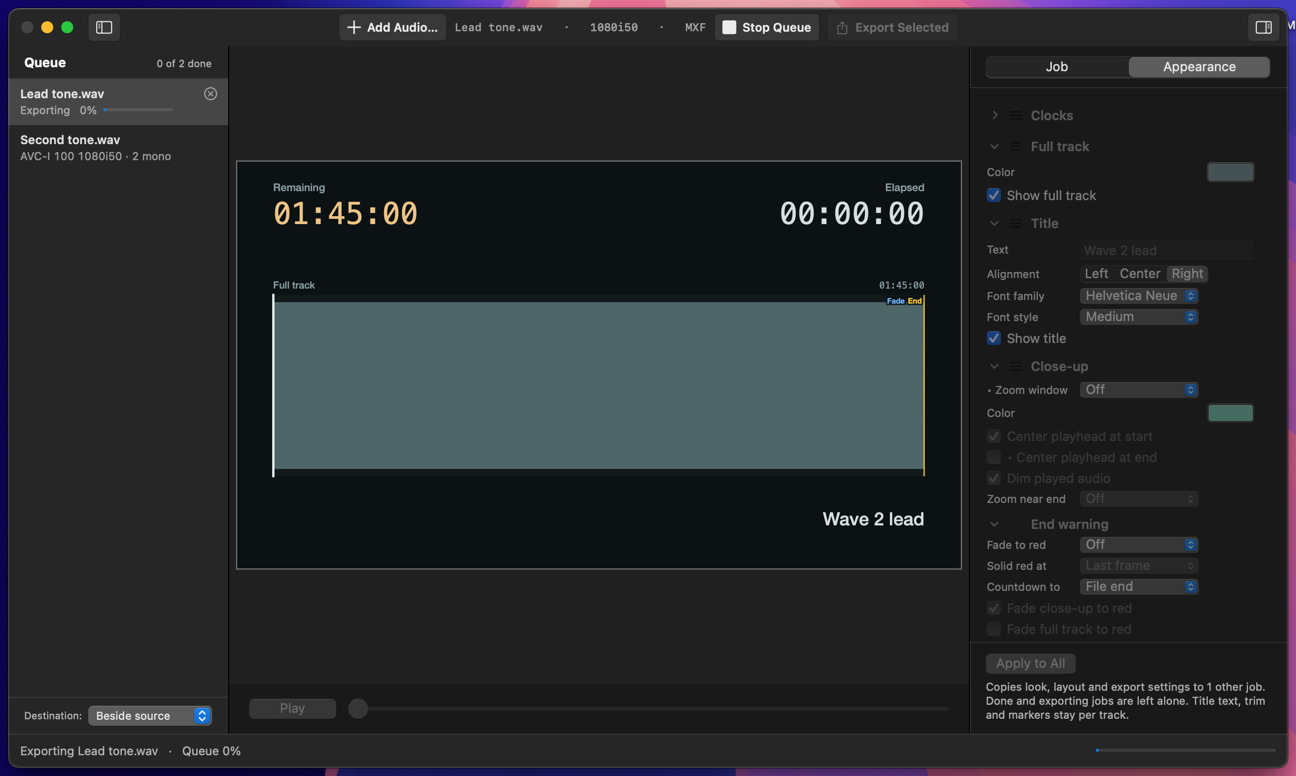 Add Audio...
Lead tone.wav · 1080i50 · MXF
Stop Queue
Export Selected
M
Queue
0 of 2 done
Lead tone.wav
Exporting 0%
Second tone.wav
AVC-I 100 1080i50 · 2 mono
Destination: Beside source
Exporting Lead tone.wav · Queue 0%
Remaining
01:45:00
Elapsed
00:00:00
Full track
01:45:00
Fade End
Wave 2 lead
Play
Job
Appearance
Clocks
Full track
Color
Show full track
Title
Text Wave 2 lead
Alignment Left Center Right
Font family Helvetica Neue
Font style Medium
Show title
Close-up
• Zoom window Off
Color
Center playhead at start
• Center playhead at end
Dim played audio
Zoom near end Off
End warning
Fade to red Off
Solid red at Last frame
Countdown to File end
Fade close-up to red
Fade full track to red
Apply to All
Copies look, layout and export settings to 1 other job.
Done and exporting jobs are left alone. Title text, trim
and markers stay per track.